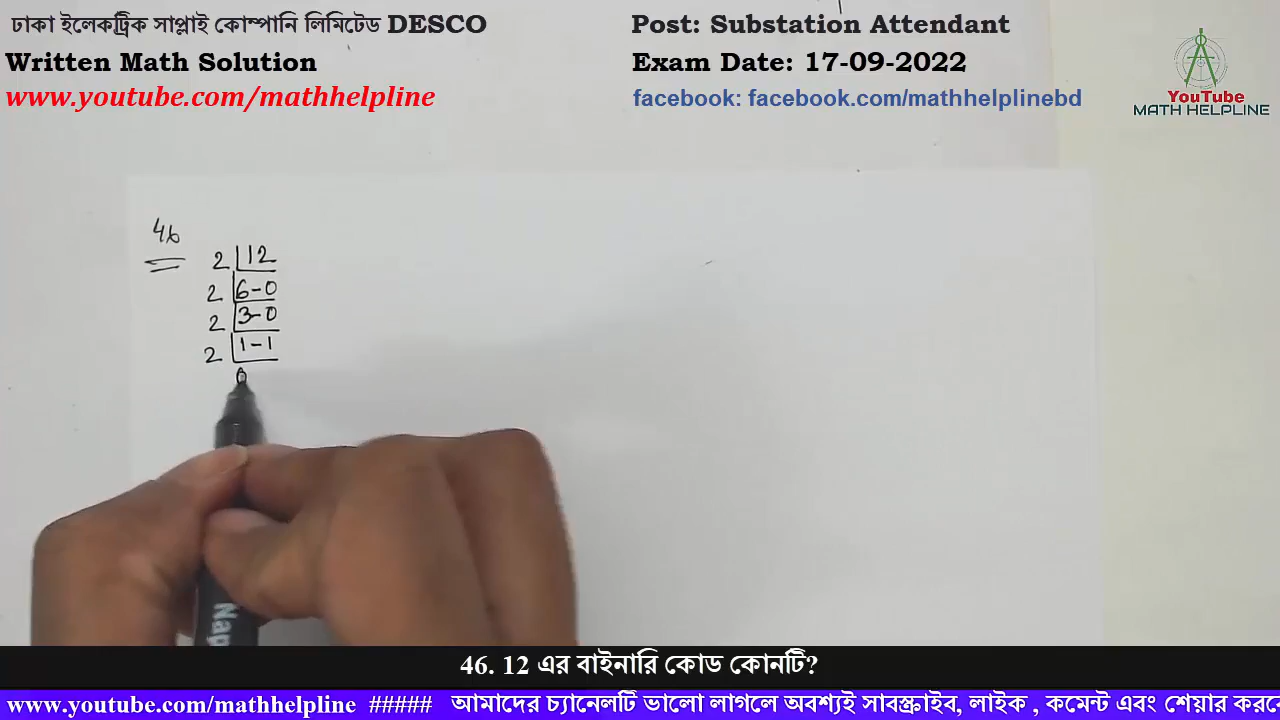 ঢাকা ইলেকট্রিক সাপ্লাই কোম্পানি লিমিটেড DESCO
Post: Substation Attendant
Written Math Solution
Exam Date: 17-09-2022
www.youtube.com/mathhelpline
facebook: facebook.com/mathhelplinebd
YouTube
MATH HELPLINE
46
2 12
2 6-0
2 3-0
2 1-1
0
Nap
46. 12 এর বাইনারি কোড কোনটি?
www.youtube.com/mathhelpline ##### আমাদের চ্যানেলটি ভালো লাগলে অবশ্যই সাবস্ক্রাইব, লাইক , কমেন্ট এবং শেয়ার করবে